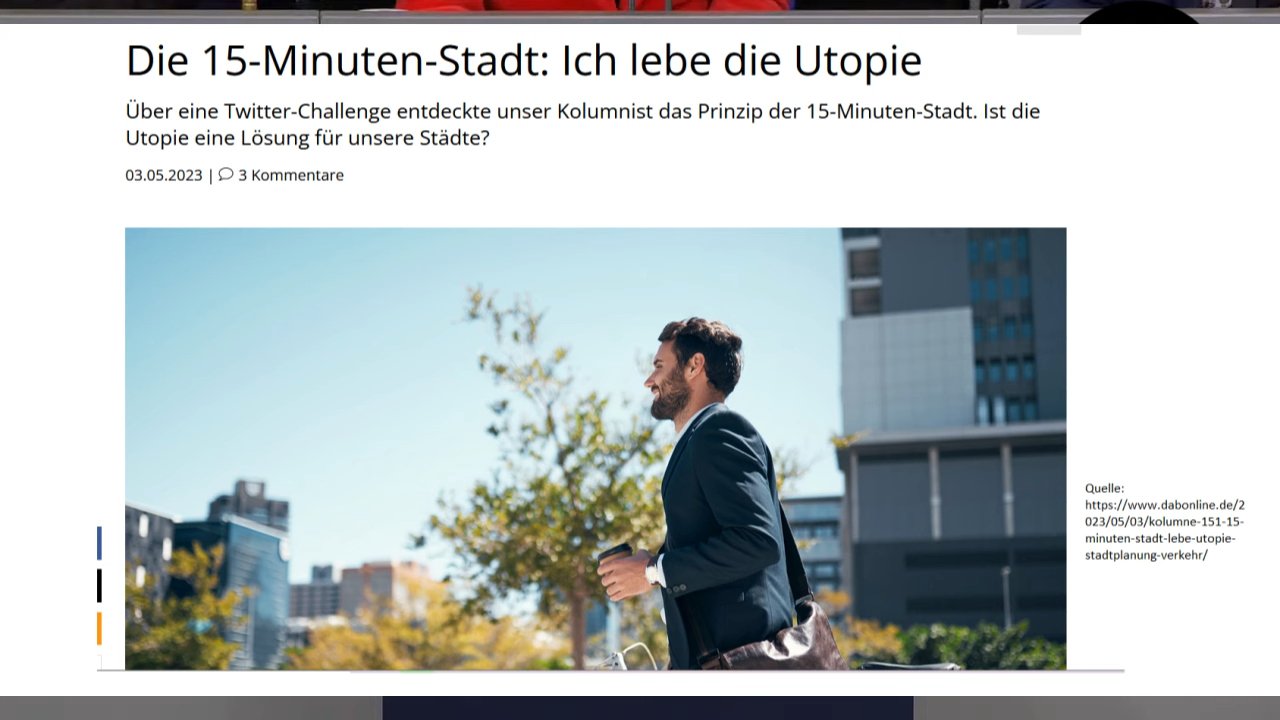 Die 15-Minuten-Stadt: Ich lebe die Utopie
Über eine Twitter-Challenge entdeckte unser Kolumnist das Prinzip der 15-Minuten-Stadt. Ist die
Utopie eine Lösung für unsere Städte?
03.05.2023 | 3 Kommentare
Quelle:
https://www.dabonline.de/2
023/05/03/kolumne-151-15-
minuten-stadt-lebe-utopie-
stadtplanung-verkehr/